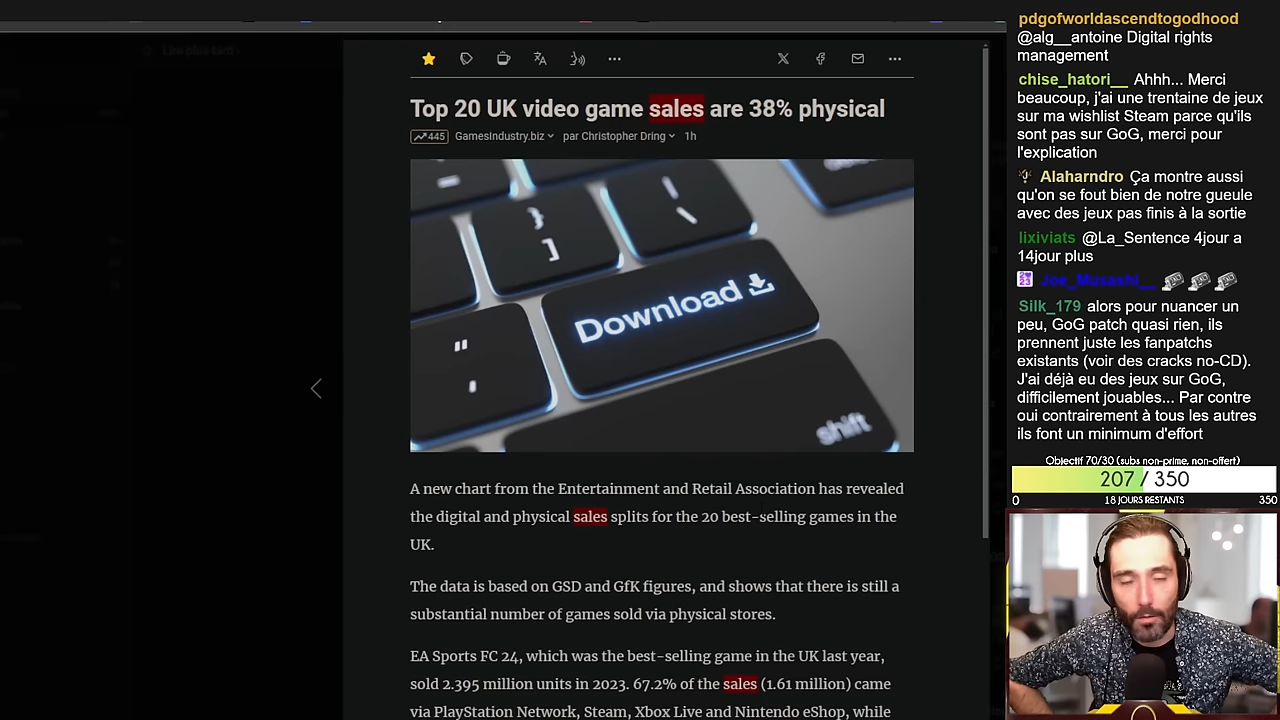 Lire plus tard
Top 20 UK video game sales are 38% physical
445 GamesIndustry.biz par Christopher Dring 1h
Download
shift
A new chart from the Entertainment and Retail Association has revealed
the digital and physical sales splits for the 20 best-selling games in the
UK.
The data is based on GSD and GfK figures, and shows that there is still a
substantial number of games sold via physical stores.
EA Sports FC 24, which was the best-selling game in the UK last year,
sold 2.395 million units in 2023. 67.2% of the sales (1.61 million) came
via PlayStation Network, Steam, Xbox Live and Nintendo eShop, while
pdgofworldascendtogodhood
@alg__antoine Digital rights
management
chise_hatori__ Ahhh... Merci
beaucoup, j'ai une trentaine de jeux
sur ma wishlist Steam parce qu'ils
sont pas sur GoG, merci pour
l'explication
Alaharndro Ça montre aussi
qu'on se fout bien de notre gueule
avec des jeux pas finis à la sortie
lixiviats @La_Sentence 4jour a
14jour plus
Joe_Musashi__
Silk_179 alors pour nuancer un
peu, GoG patch quasi rien, ils
prennent juste les fanpatchs
existants (voir des cracks no-CD).
J'ai déjà eu des jeux sur GoG,
difficilement jouables... Par contre
oui contrairement à tous les autres
ils font un minimum d'effort
Objectif 70/30 (subs non-prime, non-offert)
207 / 350
0 18 JOURS RESTANTS 350